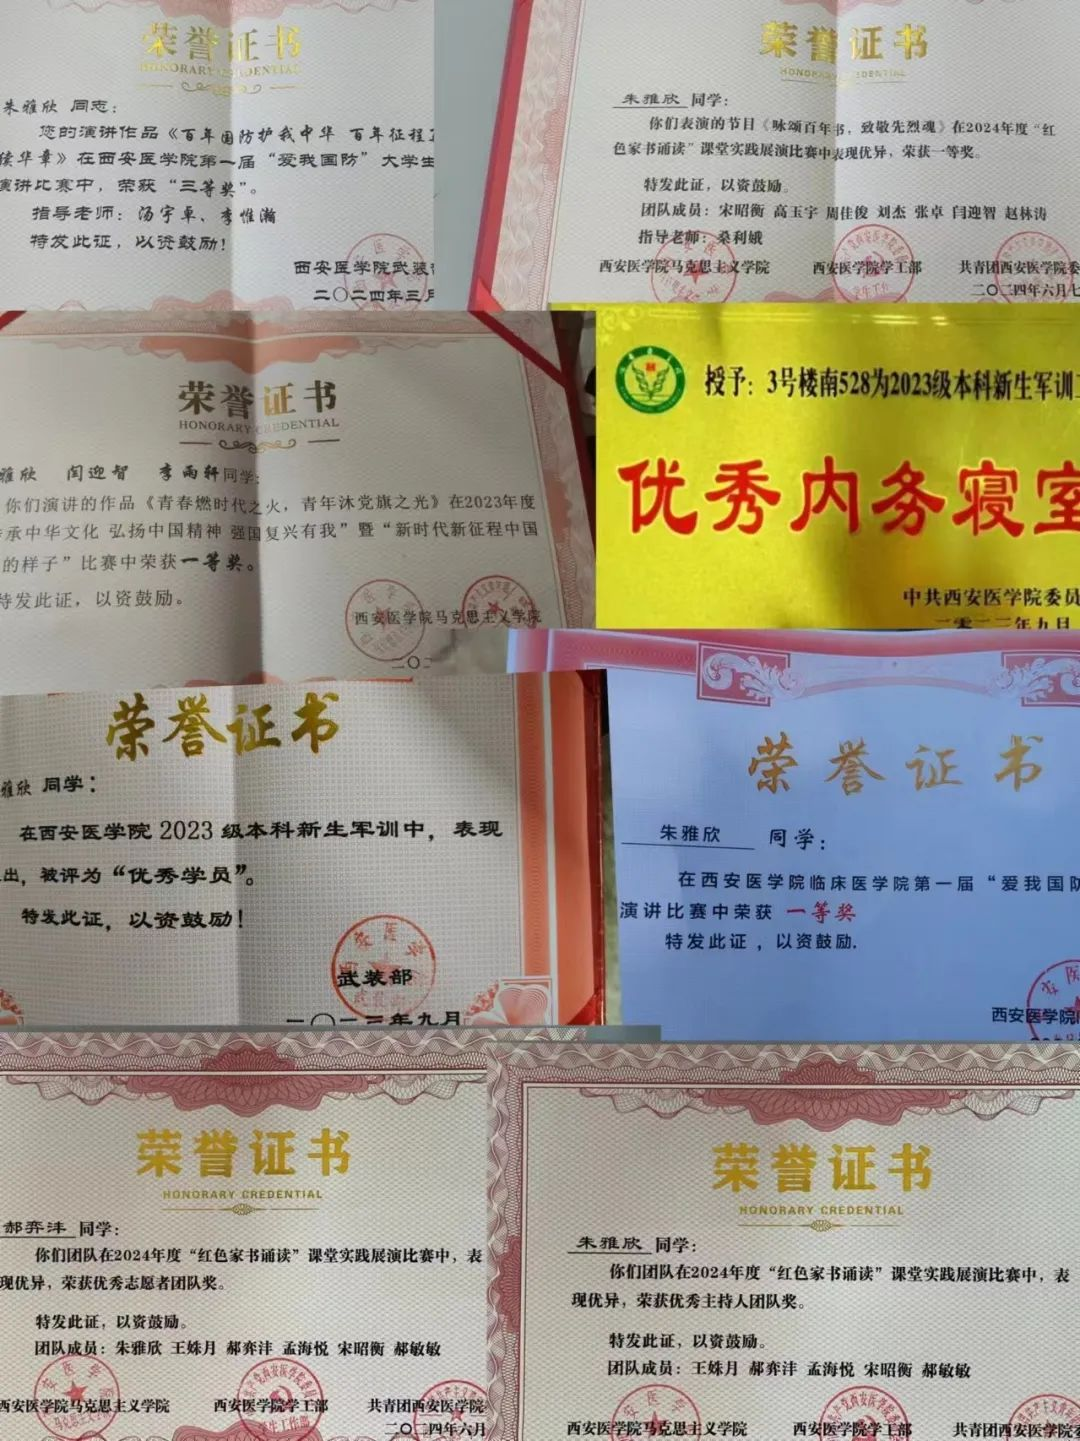 荣誉证书
HONORARY CREDENTIAL
朱雅欣 同志：
您的演讲作品《百年国防护我中华 百年征程
续华章》在西安医学院第一届“爱我国防”大学生
演讲比赛中，荣获“三等奖”。
指导老师：汤宇卓、李惟瀚
特发此证，以资鼓励！
西安医学院武装
二〇二四年三月
荣誉证书
HONORARY CREDENTIAL
朱雅欣 同学：
你们表演的节目《咏颂百年书，致敬先烈魂》在2024年度“红
色家书诵读”课堂实践展演比赛中表现优异，荣获一等奖。
特发此证，以资鼓励。
团队成员：宋昭衡 高玉宇 周佳俊 刘杰 张卓 闫迎智 赵林涛
指导老师：桑利娥
西安医学院马克思主义学院 西安医学院学工部 共青团西安医学院委
二〇二四年六月七
荣誉证书
HONORARY CREDENTIAL
雅欣 闫迎智 李雨轩同学：
你们演讲的作品《青春燃时代之火，青年沐党旗之光》在2023年度
承中华文化 弘扬中国精神 强国复兴有我”暨“新时代新征程中国
的样子”比赛中荣获一等奖。
特发此证，以资鼓励。
西安医学院马克思主义学院
二〇二
授予：3号楼南528为2023级本科新生军训
优秀内务寝室
中共西安医学院委员
二零二三年九月
荣誉证书
雅欣 同学：
在西安医学院 2023 级本科新生军训中，表现
出，被评为“优秀学员”。
特发此证，以资鼓励！
武装部
二〇二三年九月
荣誉证书
朱雅欣 同学：
在西安医学院临床医学院第一届“爱我国防
演讲比赛中荣获 一等奖
特发此证，以资鼓励.
西安医学院
荣誉证书
HONORARY CREDENTIAL
郝弈沣 同学：
你们团队在2024年度“红色家书诵读”课堂实践展演比赛中，表
现优异，荣获优秀志愿者团队奖。
特发此证，以资鼓励。
团队成员：朱雅欣 王姝月 郝弈沣 孟海悦 宋昭衡 郝敏敏
西安医学院马克思主义学院 西安医学院学工部 共青团西安医学院
二〇二四年六月
荣誉证书
HONORARY CREDENTIAL
朱雅欣 同学：
你们团队在2024年度“红色家书诵读”课堂实践展演比赛中，表
现优异，荣获优秀主持人团队奖。
特发此证，以资鼓励。
团队成员：王姝月 郝弈沣 孟海悦 宋昭衡 郝敏敏
西安医学院马克思主义学院 西安医学院学工部 共青团西安医学院委